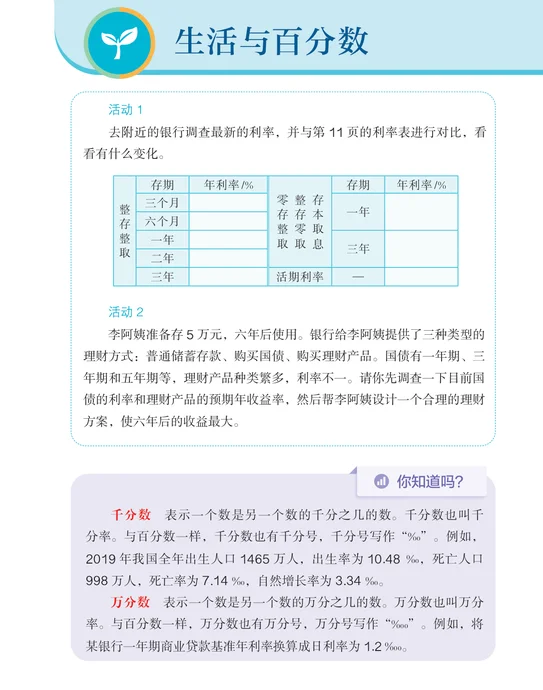 生活与百分数
活动 1
去附近的银行调查最新的利率，并与第 11 页的利率表进行对比，看
看有什么变化。
整存整取
存期 年利率/%
三个月
六个月
一年
二年
三年
零存整取 整存零取 存本取息
存期 年利率/%
一年
三年
活期利率 —
活动 2
李阿姨准备存 5 万元，六年后使用。银行给李阿姨提供了三种类型的
理财方式：普通储蓄存款、购买国债、购买理财产品。国债有一年期、三
年期和五年期等，理财产品种类繁多，利率不一。请你先调查一下目前国
债的利率和理财产品的预期年收益率，然后帮李阿姨设计一个合理的理财
方案，使六年后的收益最大。
你知道吗？
千分数 表示一个数是另一个数的千分之几的数。千分数也叫千
分率。与百分数一样，千分数也有千分号，千分号写作“‰”。例如，
2019 年我国全年出生人口 1465 万人，出生率为 10.48 ‰，死亡人口
998 万人，死亡率为 7.14 ‰，自然增长率为 3.34 ‰。
万分数 表示一个数是另一个数的万分之几的数。万分数也叫万分
率。与百分数一样，万分数也有万分号，万分号写作“‱”。例如，将
某银行一年期商业贷款基准年利率换算成日利率为 1.2 ‱。